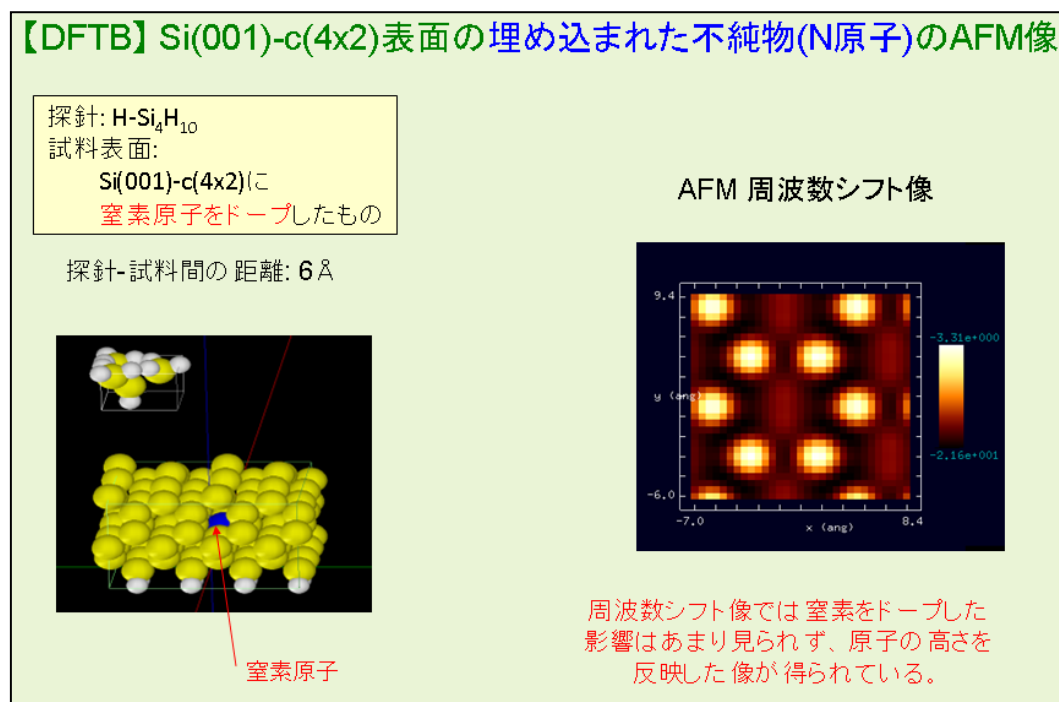 【DFTB】Si(001)-c(4x2)表面の埋め込まれた不純物(N原子)のAFM像
探針: H-Si₄H₁₀
試料表面:
Si(001)-c(4x2)に
窒素原子をドープしたもの
探針-試料間の距離: 6Å
窒素原子
AFM 周波数シフト像
9.4
y (ang)
-6.0
-7.0
x (ang)
8.4
-3.31e+000
-2.16e+001
周波数シフト像では窒素をドープした
影響はあまり見られず、原子の高さを
反映した像が得られている。